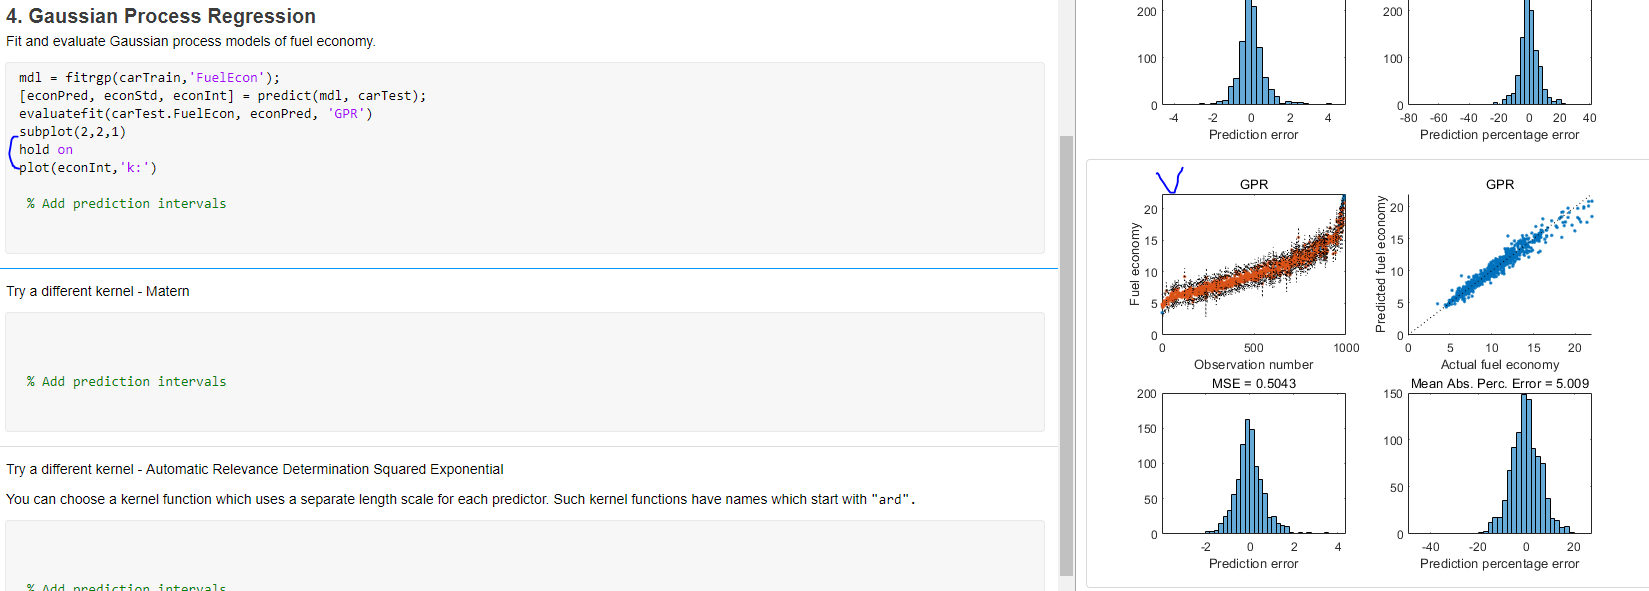 4. Gaussian Process Regression
Fit and evaluate Gaussian process models of fuel economy.
mdl = fitrgp(carTrain,'FuelEcon');
[econPred, econStd, econInt] = predict(mdl, carTest);
evaluatefit(carTest.FuelEcon, econPred, 'GPR')
subplot(2,2,1)
hold on
plot(econInt,'k:')
% Add prediction intervals
Try a different kernel - Matern
% Add prediction intervals
Try a different kernel - Automatic Relevance Determination Squared Exponential
You can choose a kernel function which uses a separate length scale for each predictor. Such kernel functions have names which start with "ard".
% Add prediction intervals
200
100
0
-4 -2 0 2 4
Prediction error
200
100
0
-80 -60 -40 -20 0 20 40
Prediction percentage error
GPR
Fuel economy
20
15
10
5
0
0 500 1000
Observation number
GPR
Predicted fuel economy
20
15
10
5
0
0 5 10 15 20
Actual fuel economy
MSE = 0.5043
200
150
100
50
0
-2 0 2 4
Prediction error
Mean Abs. Perc. Error = 5.009
150
100
50
0
-40 -20 0 20
Prediction percentage error